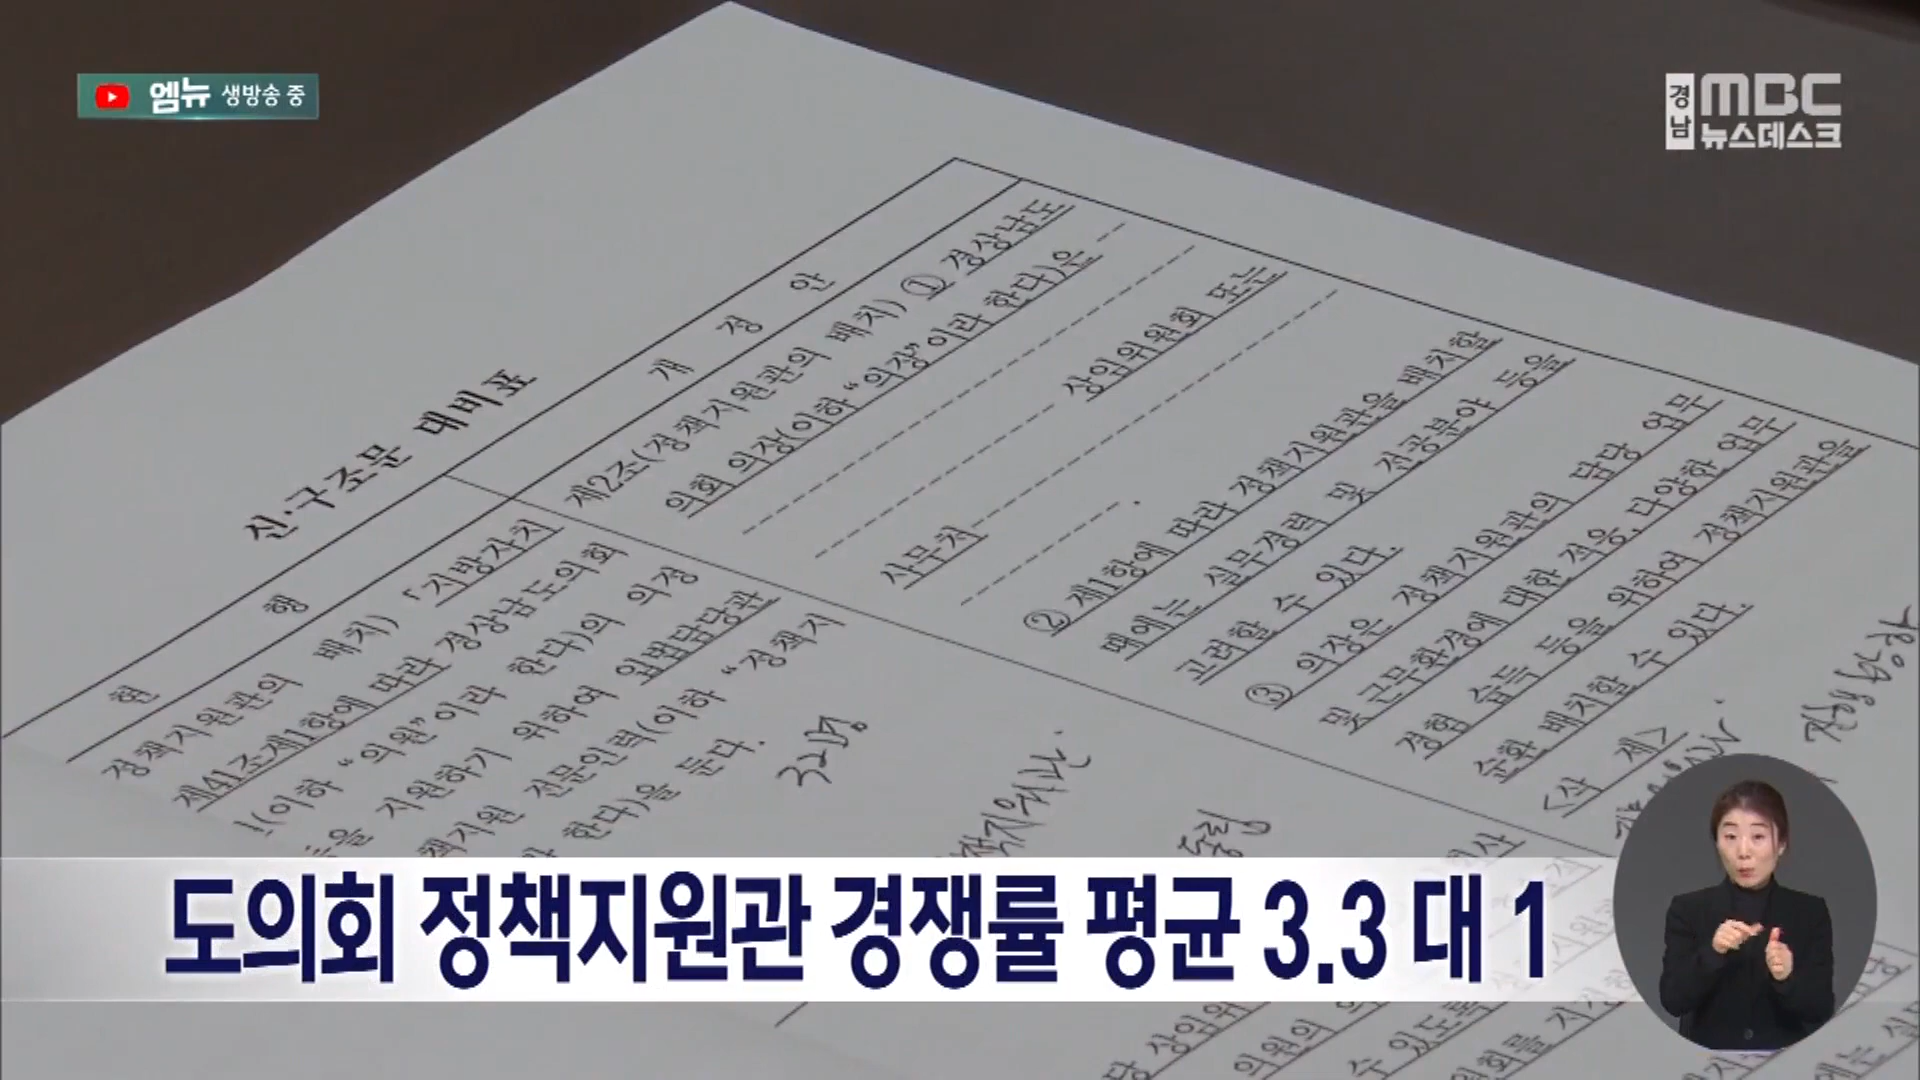 엠뉴 생방송 중
경남
MBC
뉴스데스크
신·구조문 대비표
현 행
개 정 안
정책지원관의 배치) 「지방자치
제41조제1항에 따라 경상남도의회
(이하 “의원”이라 한다)의 의정
을 지원하기 위하여 입법담당관
책지원 전문인력(이하 “정책지
한다)을 둔다.
제2조(정책지원관의 배치) ① 경상남도
의회 의장(이하 “의장”이라 한다)은
상임위원회 또는
사무처
② 제1항에 따라 정책지원관을 배치할
때에는 실무경력 및 전공분야 등을
고려할 수 있다.
③ 의장은 정책지원관의 담당 업무
및 근무환경에 대한 적응, 다양한 업무
경험 습득 등을 위하여 정책지원관을
순환 배치할 수 있다.
<삭 제>
도의회 정책지원관 경쟁률 평균 3.3 대 1
상임위
의원의
수 있도록